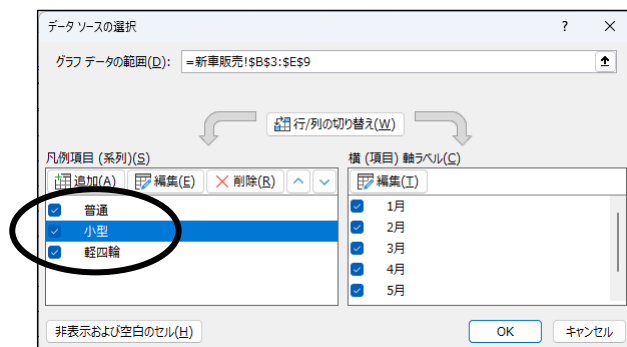 データ ソースの選択 ? ×
グラフ データの範囲(D): =新車販売!$B$3:$E$9
行/列の切り替え(W)
凡例項目 (系列)(S)
追加(A) 編集(E) × 削除(R)
普通
小型
軽四輪
横 (項目) 軸ラベル(C)
編集(T)
1月
2月
3月
4月
5月
非表示および空白のセル(H) OK キャンセル